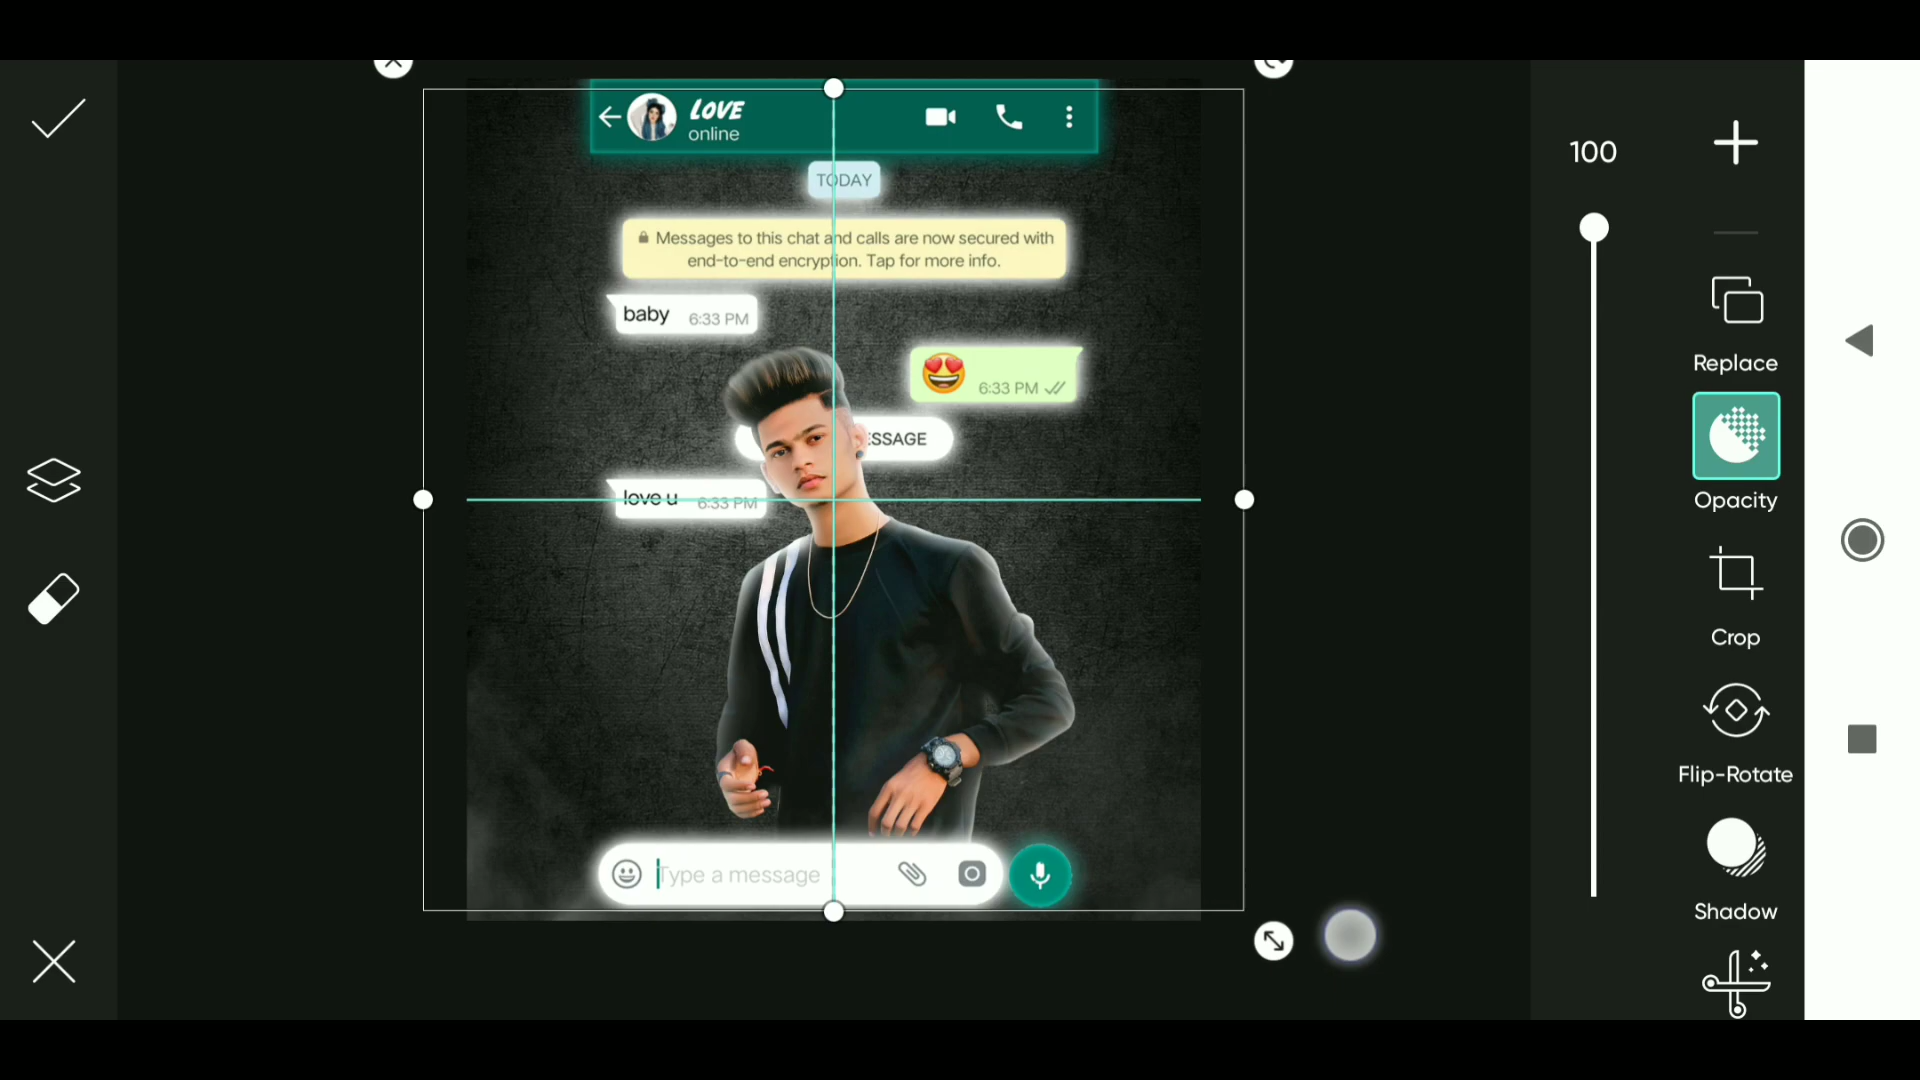 LOVE
online
TODAY
Messages to this chat and calls are now secured with
end-to-end encryption. Tap for more info.
baby 6:33 PM
6:33 PM
ESSAGE
love u 6:33 PM
Type a message
100
Replace
Opacity
Crop
Flip-Rotate
Shadow